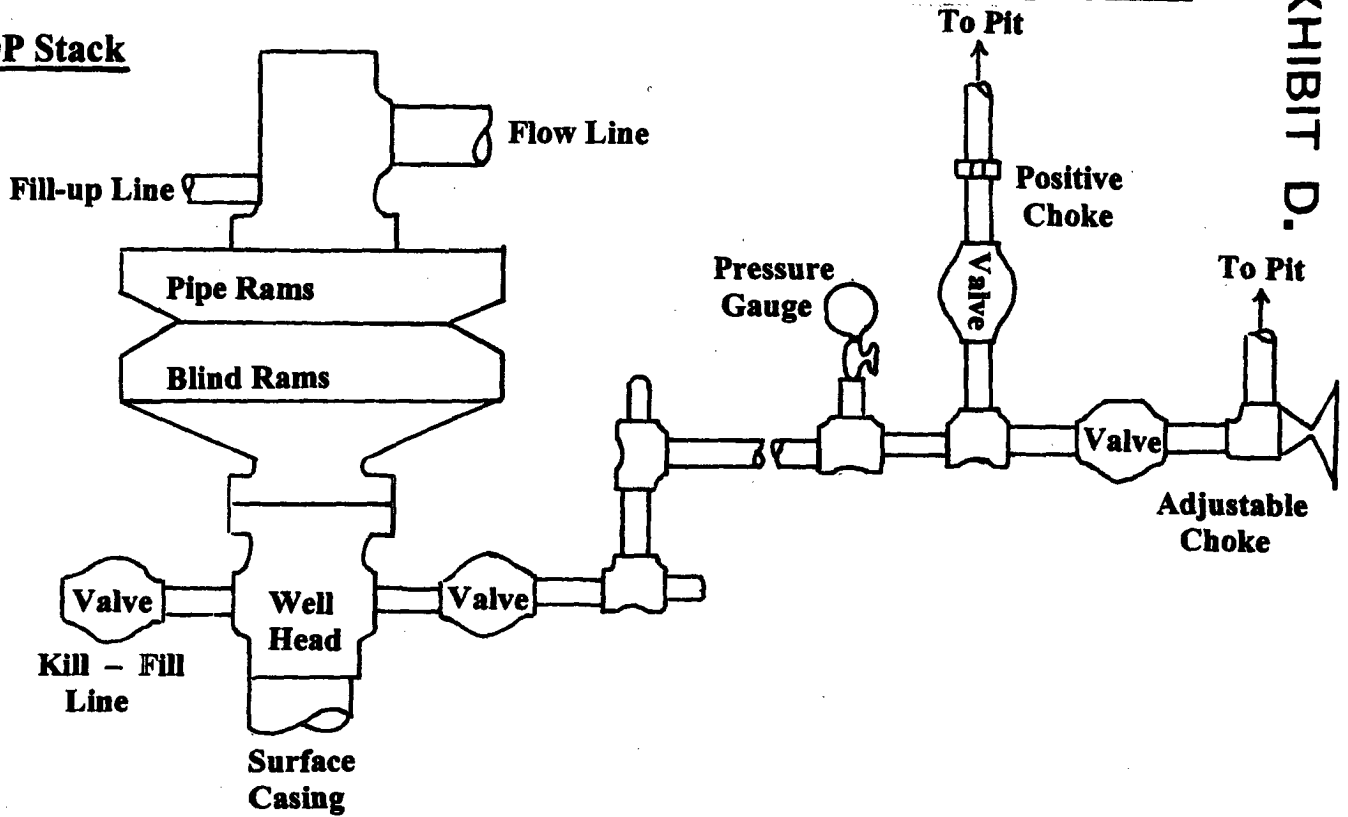 P Stack
To Pit
XHIBIT D.
Flow Line
Fill-up Line
Positive
Choke
Valve
Pressure
Gauge
To Pit
Pipe Rams
Blind Rams
Valve
Adjustable
Choke
Valve
Well
Head
Valve
Kill – Fill
Line
Surface
Casing